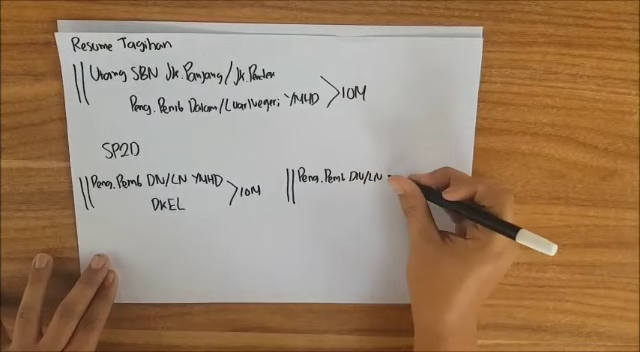 Resume Tagihan
Utang SBN Jk. Panjang/Jk. Pendek
Peng. Pemb Dalam/Luar Negeri YMHD
10M
SP2D
Peng. Pemb DN/LN YMHD
DKEL
10M
Peng. Pemb DN/LN